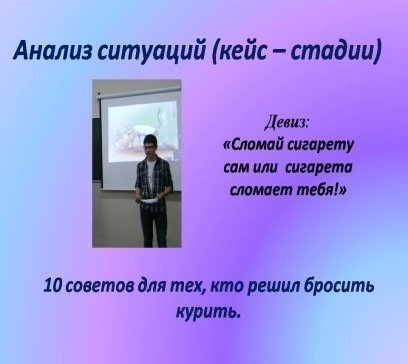 Анализ ситуаций (кейс – стадии)
Девиз:
«Сломай сигарету
сам или сигарета
сломает тебя!»
10 советов для тех, кто решил бросить
курить.